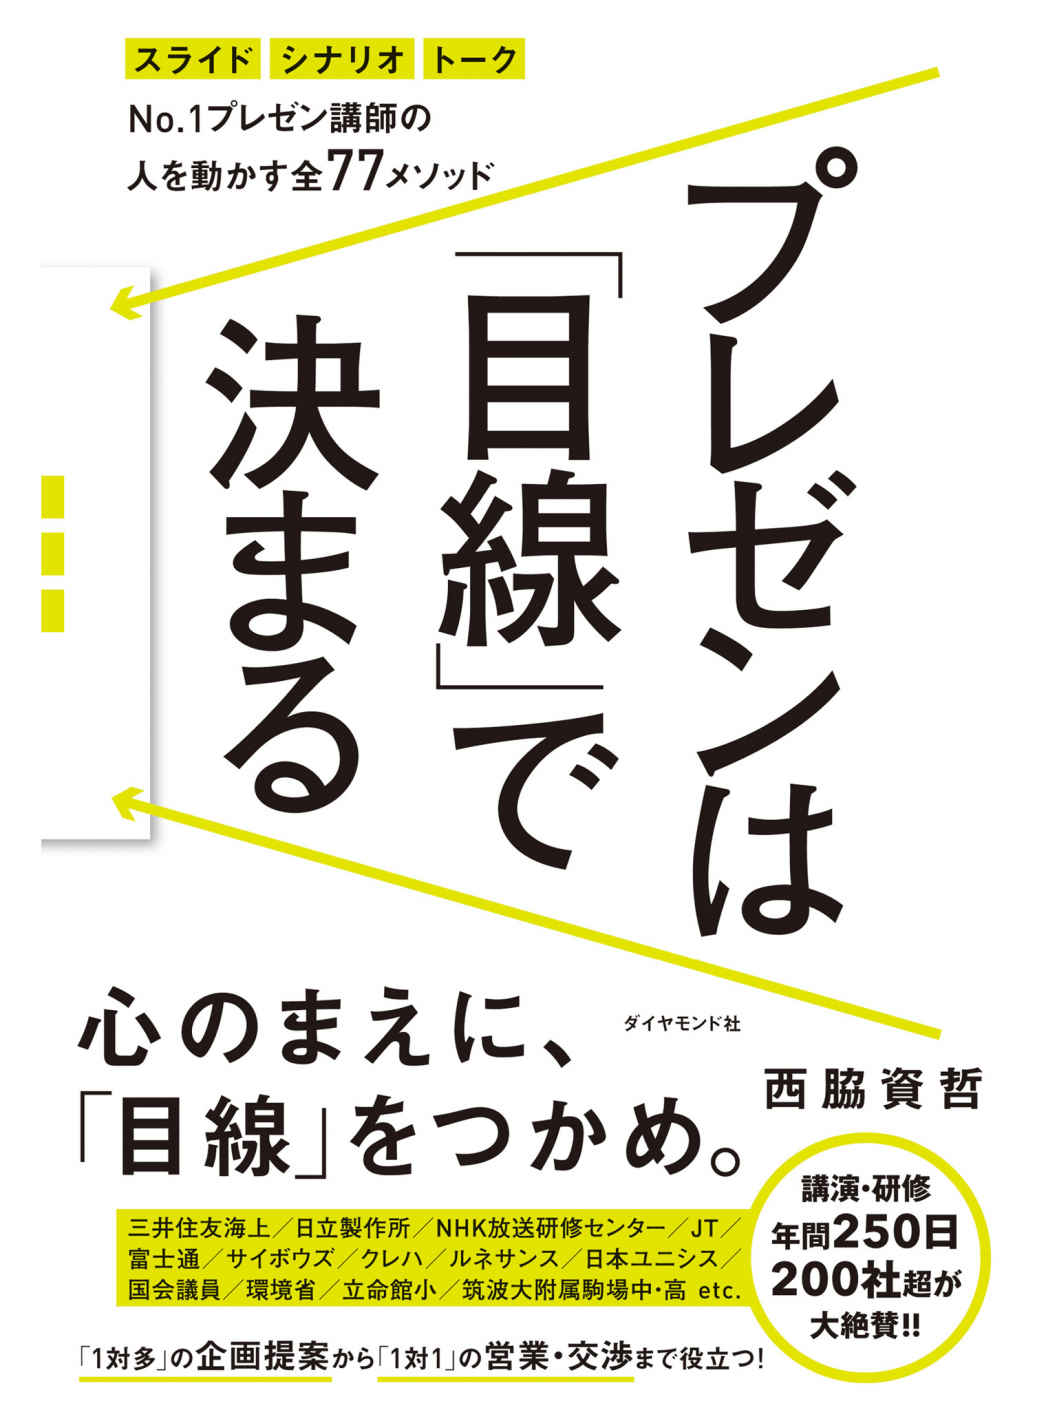 スライド シナリオ トーク
No.1プレゼン講師の
人を動かす全77メソッド
プレゼンは
「目線」で
決まる
心のまえに、
「目線」をつかめ。
ダイヤモンド社
西脇資哲
三井住友海上／日立製作所／NHK放送研修センター／JT／
富士通／サイボウズ／クレハ／ルネサンス／日本ユニシス／
国会議員／環境省／立命館小／筑波大附属駒場中・高 etc.
講演・研修
年間250日
200社超が
大絶賛!!
「1対多」の企画提案から「1対1」の営業・交渉まで役立つ！